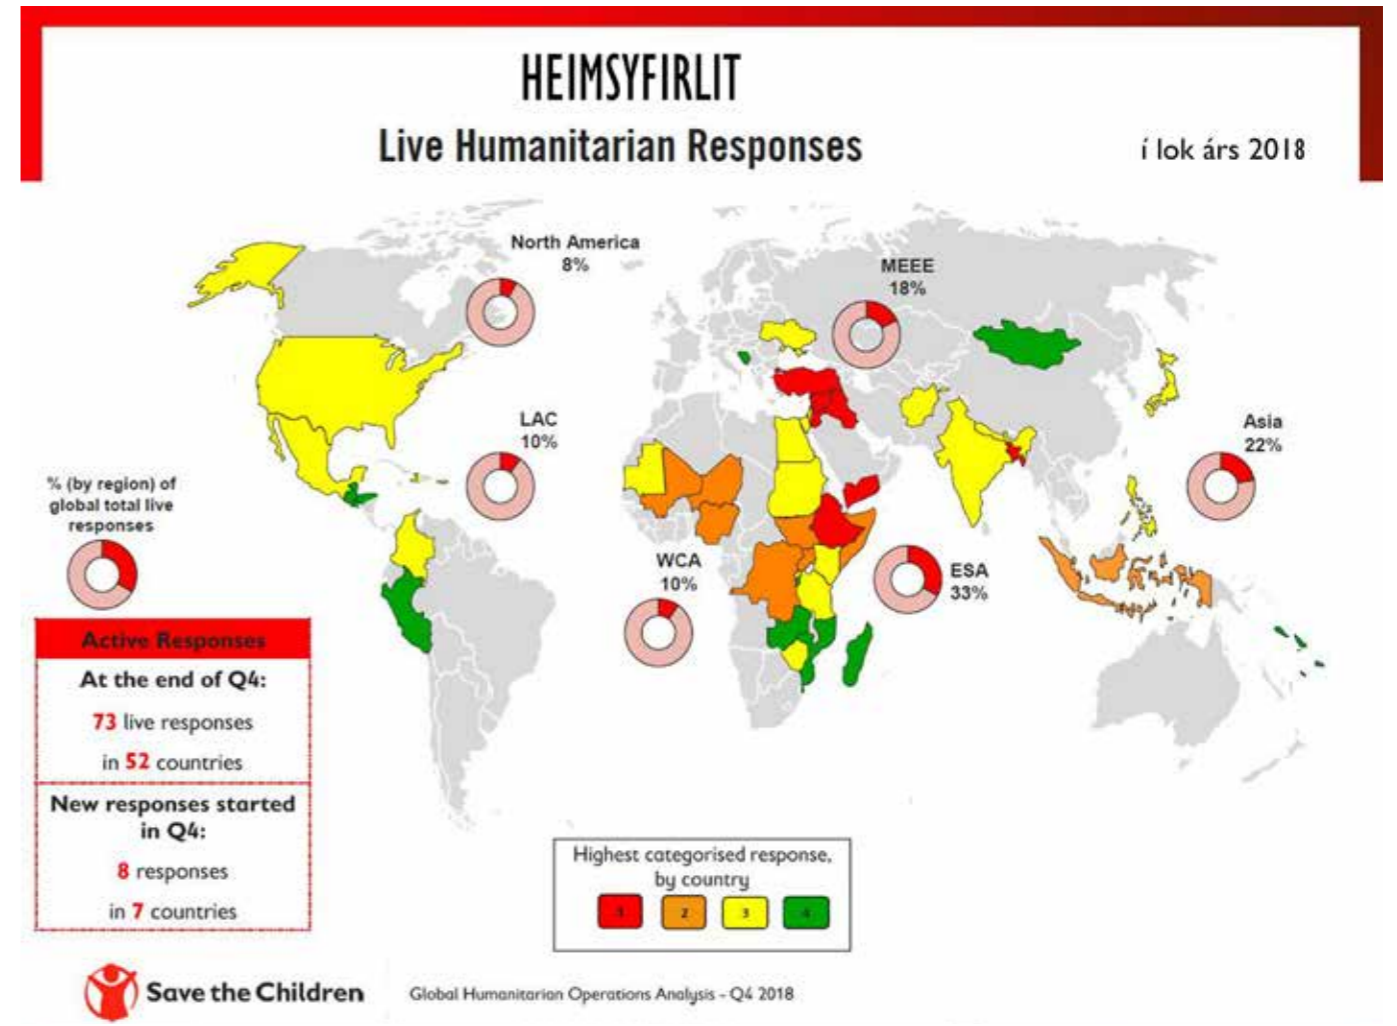 HEIMSYFIRLIT
Live Humanitarian Responses
í lok árs 2018
North America
8%
MEEE
18%
LAC
10%
Asia
22%
% (by region) of
global total live
responses
WCA
10%
ESA
33%
Active Responses
At the end of Q4:
73 live responses
in 52 countries
New responses started
in Q4:
8 responses
in 7 countries
Highest categorised response,
by country
1 2 3 4
Save the Children
Global Humanitarian Operations Analysis - Q4 2018